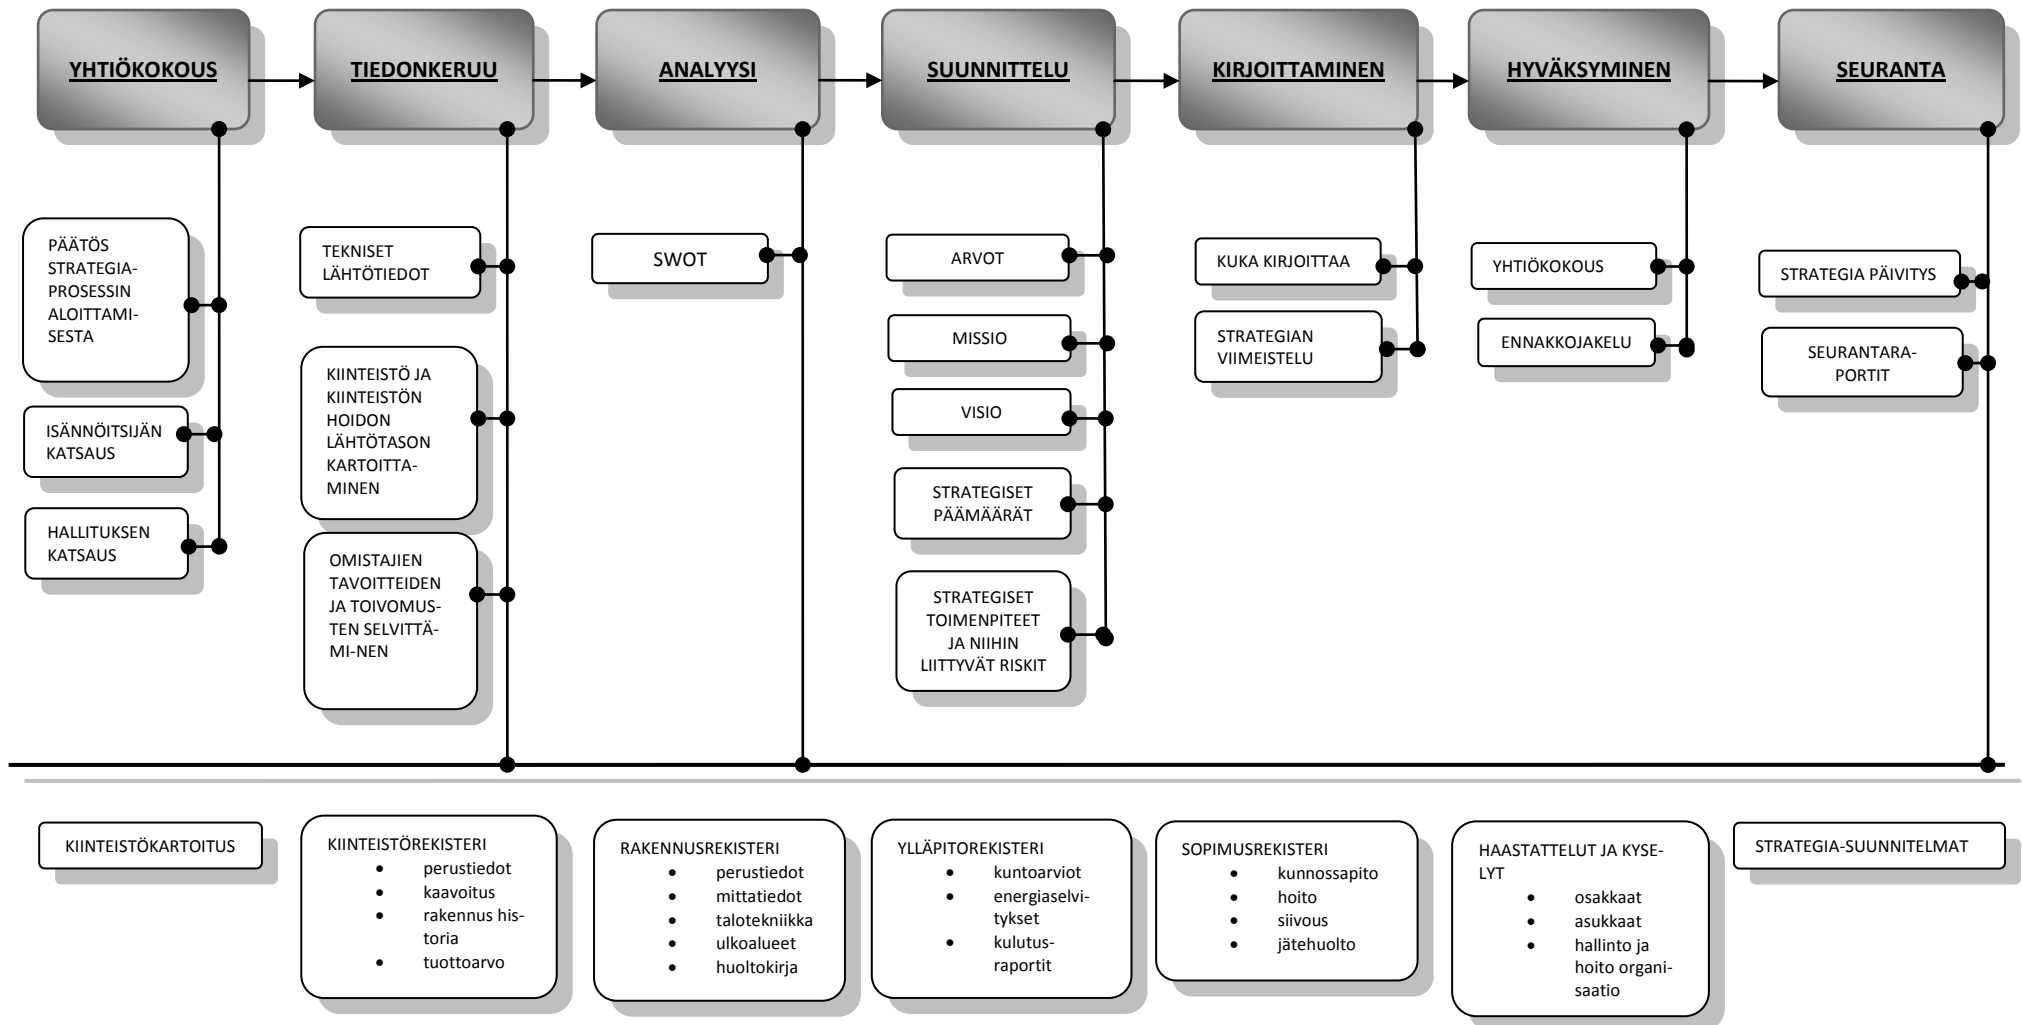 YHTIÖKOKOUS
TIEDONKERUU
ANALYYSI
SUUNNITTELU
KIRJOITTAMINEN
HYVÄKSYMINEN
SEURANTA
PÄÄTÖS
STRATEGIA-
PROSESSIN
ALOITTAMI-
SESTA
ISÄNNÖITSIJÄN
KATSAUS
HALLITUKSEN
KATSAUS
TEKNISET
LÄHTÖTIEDOT
KIINTEISTÖ JA
KIINTEISTÖN
HOIDON
LÄHTÖTASON
KARTOITTA-
MINEN
OMISTAJIEN
TAVOITTEIDEN
JA TOIVOMUS-
TEN SELVITTÄ-
MI-NEN
SWOT
ARVOT
MISSIO
VISIO
STRATEGISET
PÄÄMÄÄRÄT
STRATEGISET
TOIMENPITEET
JA NIIHIN
LIITTYVÄT RISKIT
KUKA KIRJOITTAA
STRATEGIAN
VIIMEISTELU
YHTIÖKOKOUS
ENNAKKOJAKELU
STRATEGIA PÄIVITYS
SEURANTARA-
PORTIT
KIINTEISTÖKARTOITUS
KIINTEISTÖREKISTERI
• perustiedot
• kaavoitus
• rakennus his-
toria
• tuottoarvo
RAKENNUSREKISTERI
• perustiedot
• mittatiedot
• talotekniikka
• ulkoalueet
• huoltokirja
YLLÄPITOREKISTERI
• kuntoarviot
• energiaselvi-
tykset
• kulutus-
raportit
SOPIMUSREKISTERI
• kunnossapito
• hoito
• siivous
• jätehuolto
HAASTATTELUT JA KYSE-
LYT
• osakkaat
• asukkaat
• hallinto ja
hoito organi-
saatio
STRATEGIA-SUUNNITELMAT